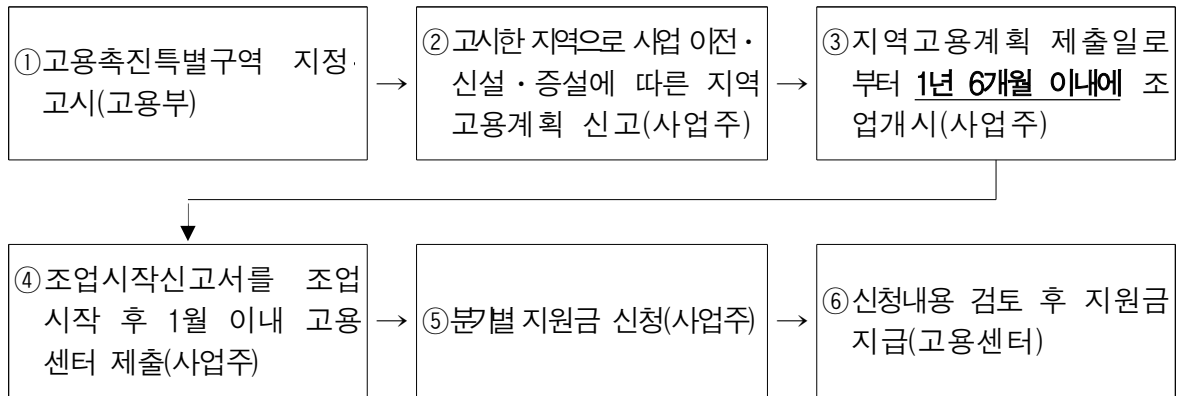 ①고용촉진특별구역 지정·
고시(고용부)
→
②고시한 지역으로 사업 이전·
신설·증설에 따른 지역
고용계획 신고(사업주)
→
③지역고용계획 제출일로
부터 1년 6개월 이내에 조
업개시(사업주)
④조업시작신고서를 조업
시작 후 1월 이내 고용
센터 제출(사업주)
→
⑤분기별 지원금 신청(사업주)
→
⑥신청내용 검토 후 지원금
지급(고용센터)